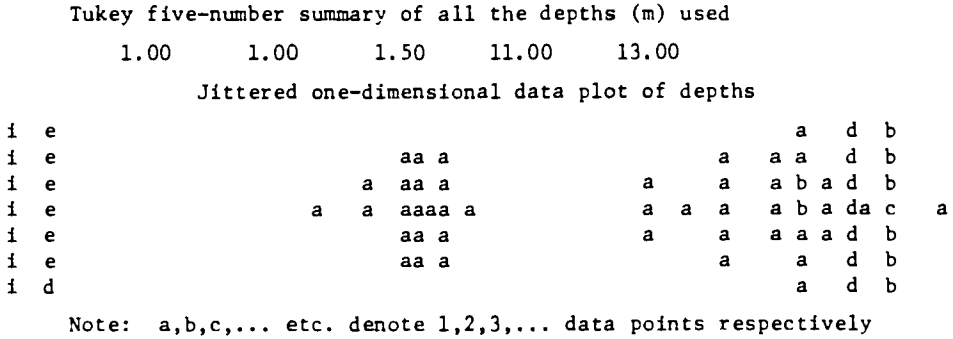 Tukey five-number summary of all the depths (m) used
1.00 1.00 1.50 11.00 13.00
Jittered one-dimensional data plot of depths
i e a d b
i e aa a a a a d b
i e a aa a a a a b a d b
i e a a aaaa a a a a a b a da c a
i e aa a a a a a a d b
i e aa a a a d b
i d a d b
Note: a,b,c,... etc. denote 1,2,3,... data points respectively